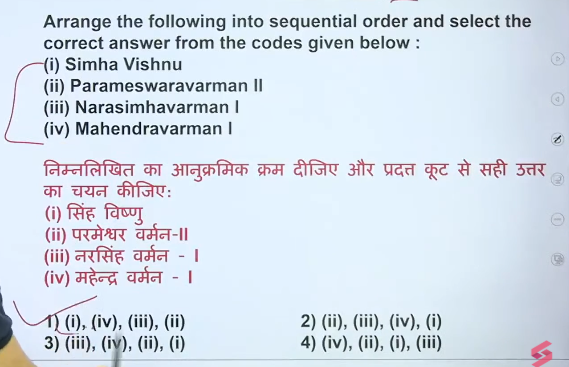 Arrange the following into sequential order and select the
correct answer from the codes given below :
(i) Simha Vishnu
(ii) Parameswaravarman II
(iii) Narasimhavarman I
(iv) Mahendravarman I
निम्नलिखित का आनुक्रमिक क्रम दीजिए और प्रदत्त कूट से सही उत्तर
का चयन कीजिए:
(i) सिंह विष्णु
(ii) परमेश्वर वर्मन-II
(iii) नरसिंह वर्मन - I
(iv) महेन्द्र वर्मन - I
1) (i), (iv), (iii), (ii) 2) (ii), (iii), (iv), (i)
3) (iii), (iv), (ii), (i) 4) (iv), (ii), (i), (iii)